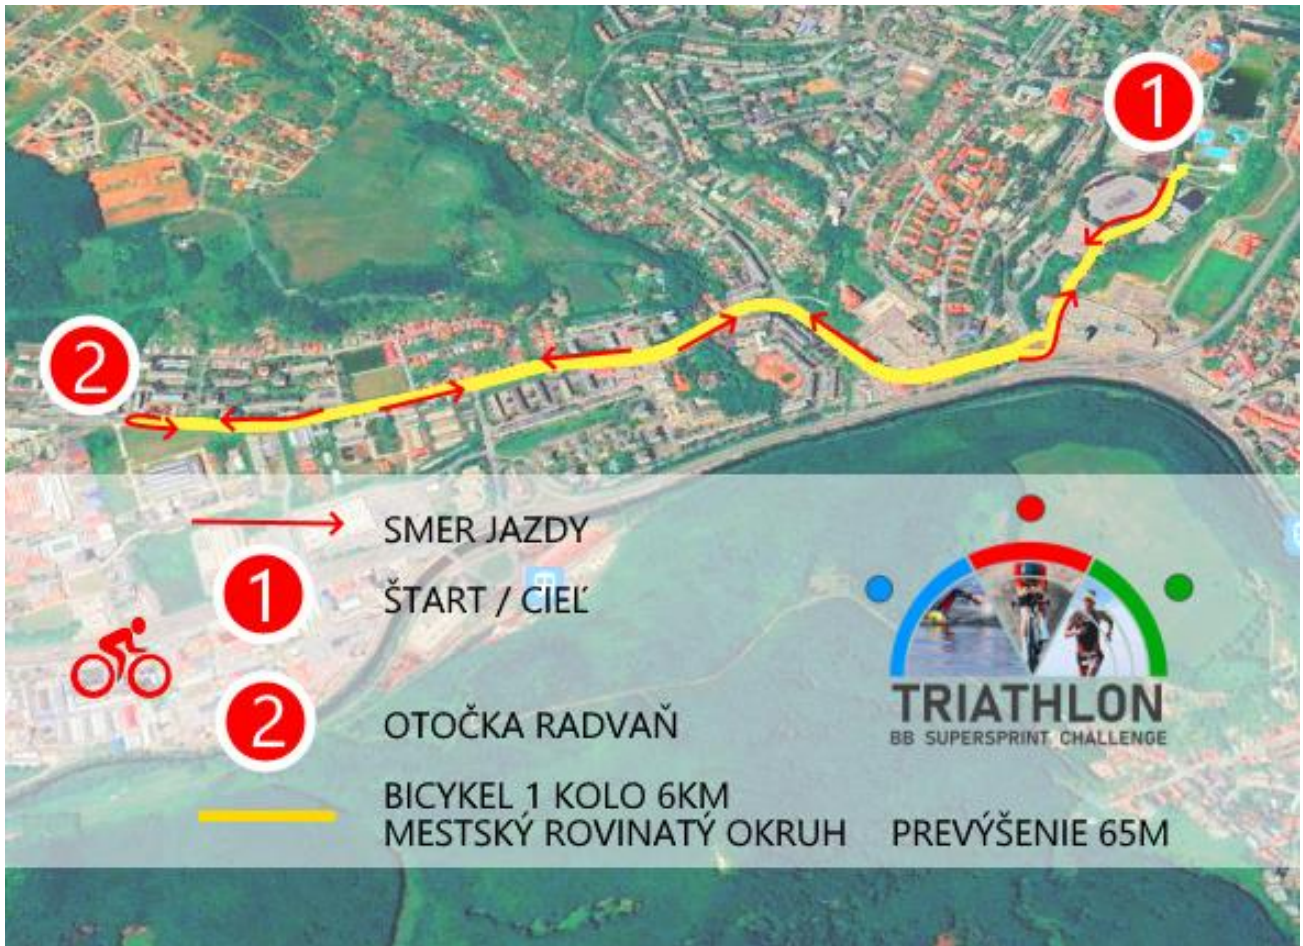 1
2
SMER JAZDY
1
ŠTART / CIEĽ
2
OTOČKA RADVAŇ
BICYKEL 1 KOLO 6KM
MESTSKÝ ROVINATÝ OKRUH PREVÝŠENIE 65M
TRIATHLON
BB SUPERSPRINT CHALLENGE